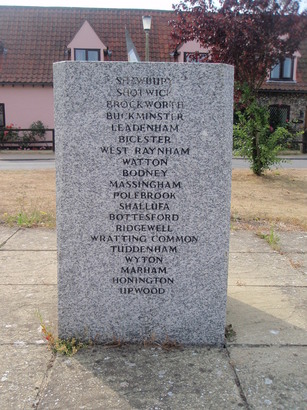 SHAWBURY
SHOTWICK
BROCKWORTH
BUCKMINSTER
LEADENHAM
BICESTER
WEST RAYNHAM
WATTON
BODNEY
MASSINGHAM
POLEBROOK
SHALLUFA
BOTTESFORD
RIDGEWELL
WRATTING COMMON
TUDDENHAM
WYTON
MARHAM
HONINGTON
UPWOOD